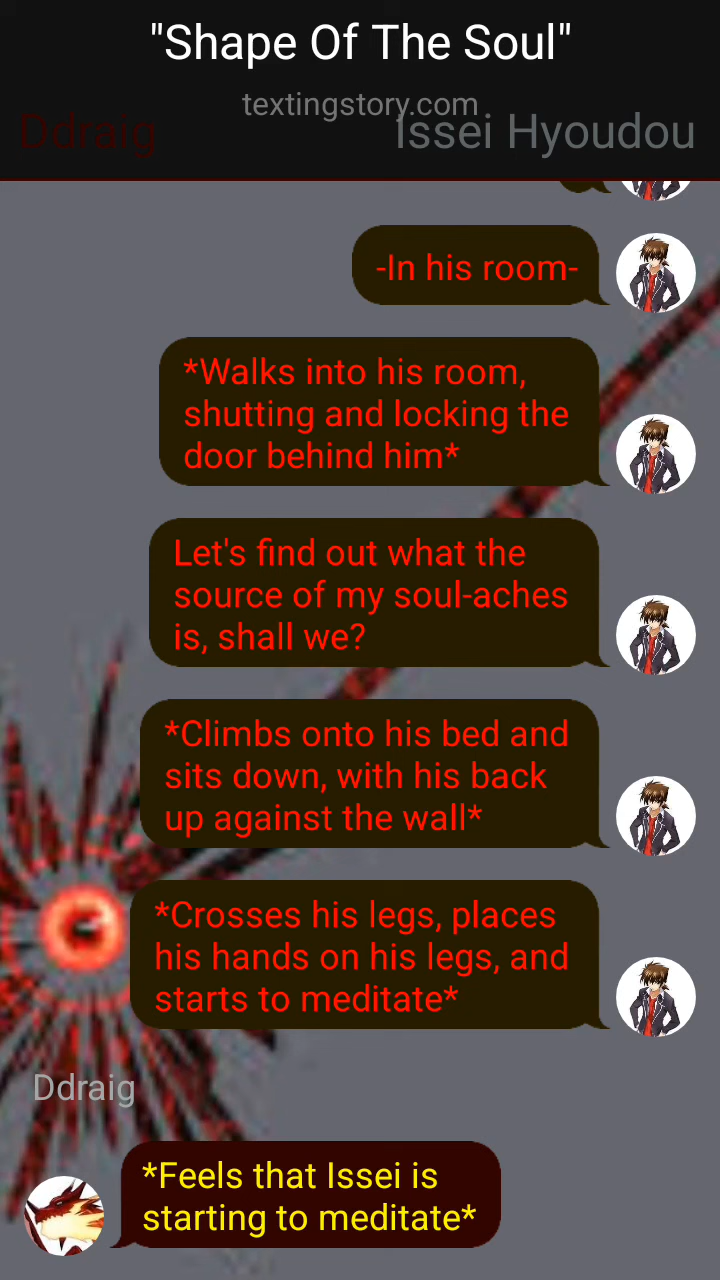 "Shape Of The Soul"
textingstory.com
Ddraig
Issei Hyoudou
-In his room-
*Walks into his room,
shutting and locking the
door behind him*
Let's find out what the
source of my soul-aches
is, shall we?
*Climbs onto his bed and
sits down, with his back
up against the wall*
*Crosses his legs, places
his hands on his legs, and
starts to meditate*
Ddraig
*Feels that Issei is
starting to meditate*